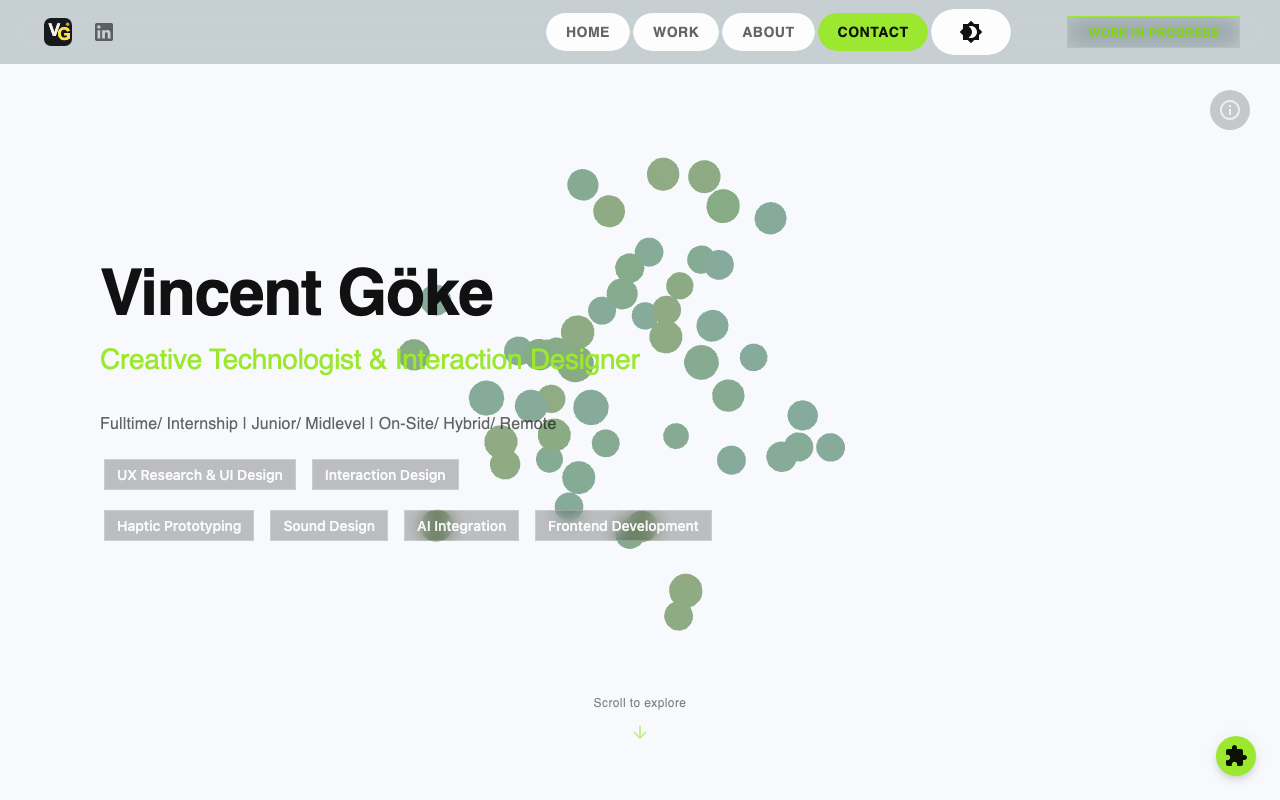 VG
HOME
WORK
ABOUT
CONTACT
WORK IN PROGRESS
Vincent Göke
Creative Technologist & Interaction Designer
Fulltime/ Internship | Junior/ Midlevel | On-Site/ Hybrid/ Remote
UX Research & UI Design
Interaction Design
Haptic Prototyping
Sound Design
AI Integration
Frontend Development
Scroll to explore